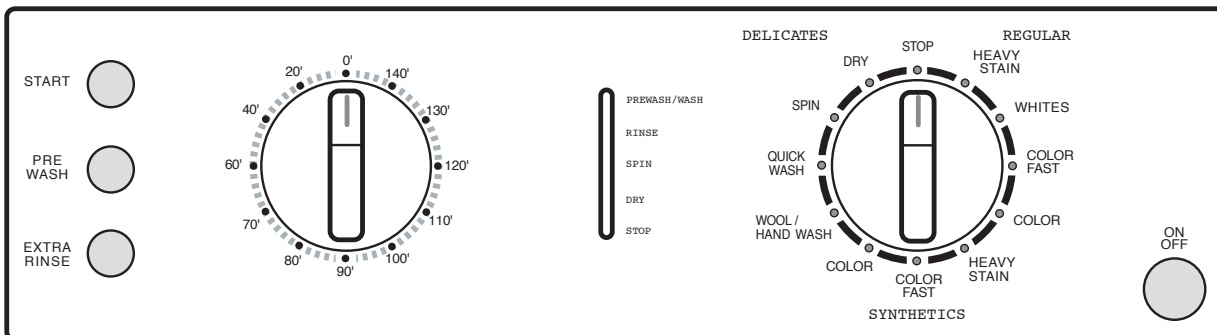 START
PRE
WASH
EXTRA
RINSE
0'
140'
130'
120'
110'
100'
90'
80'
70'
60'
40'
20'
PREWASH/WASH
RINSE
SPIN
DRY
STOP
DELICATES
REGULAR
STOP
HEAVY
STAIN
WHITES
COLOR
FAST
COLOR
HEAVY
STAIN
COLOR
FAST
COLOR
WOOL /
HAND WASH
QUICK
WASH
SPIN
DRY
SYNTHETICS
ON
OFF